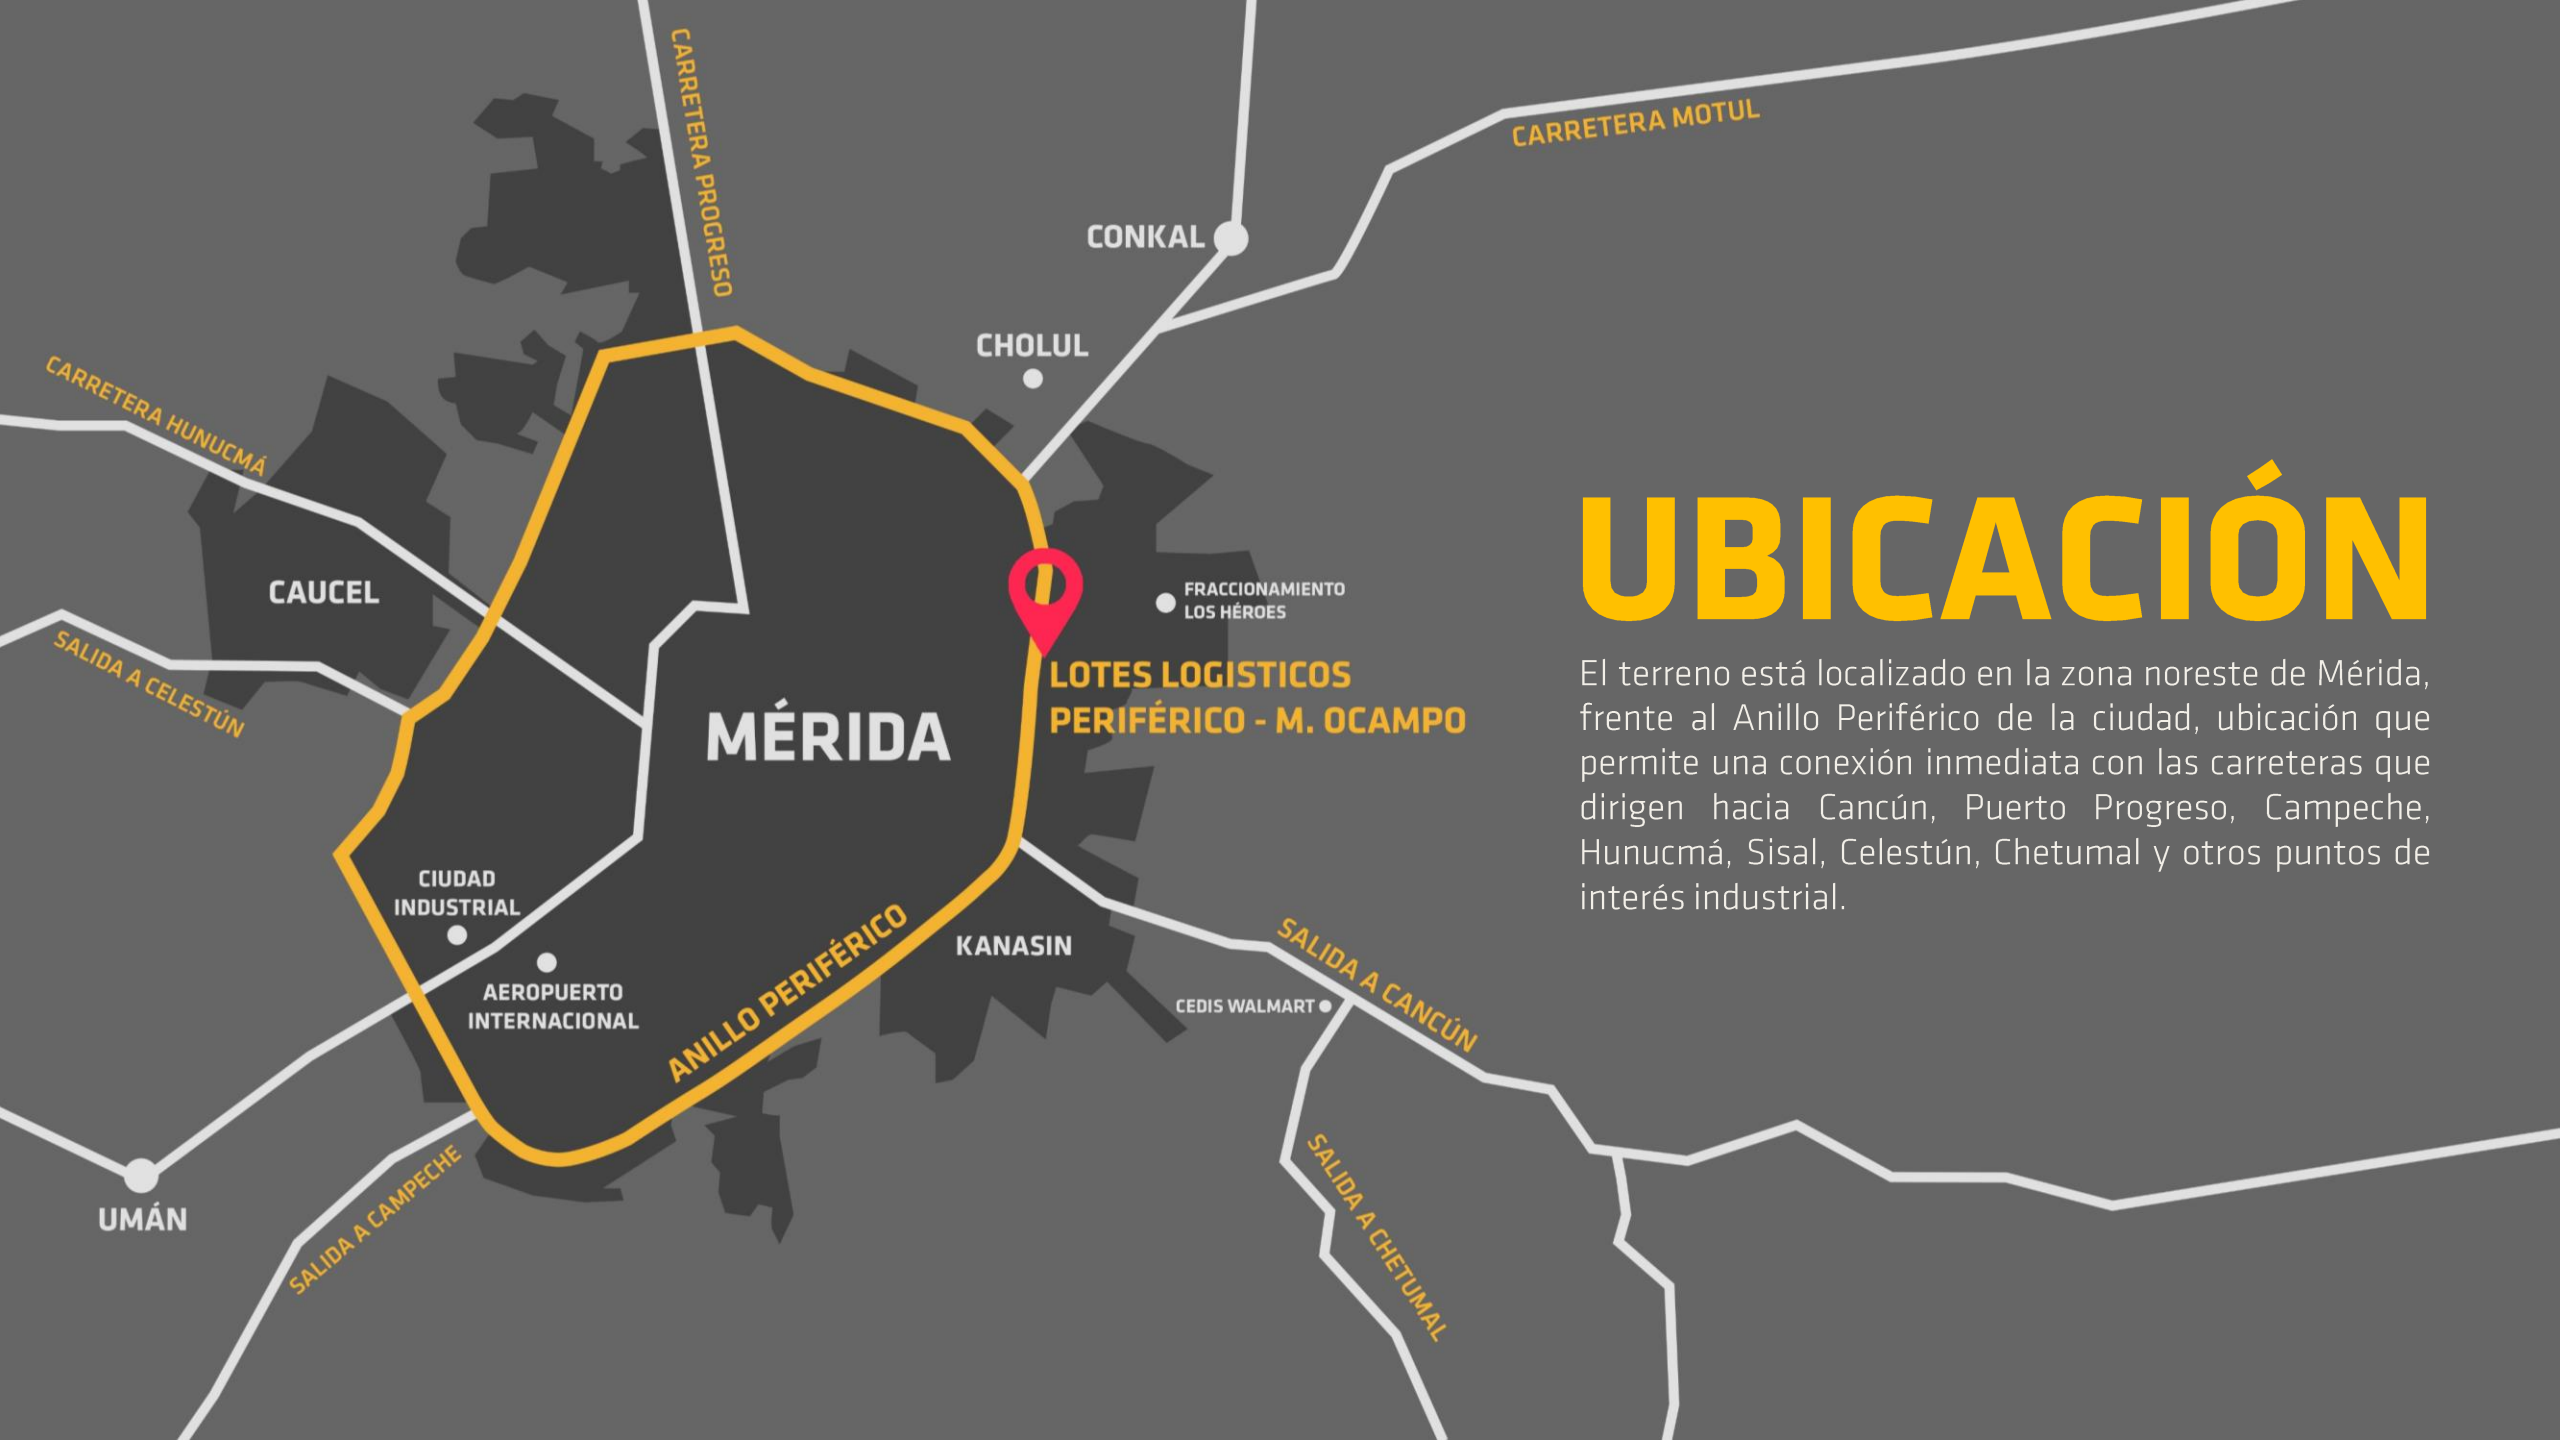 CARRETERA PROGRESO
CARRETERA MOTUL
CONKAL
CHOLUL
CARRETERA HUNUCMÁ
CAUCEL
SALIDA A CELESTÚN
FRACCIONAMIENTO
LOS HÉROES
LOTES LOGISTICOS
PERIFÉRICO - M. OCAMPO
MÉRIDA
CIUDAD
INDUSTRIAL
AEROPUERTO
INTERNACIONAL
ANILLO PERIFÉRICO
KANASIN
SALIDA A CANCÚN
CEDIS WALMART
SALIDA A CHETUMAL
SALIDA A CAMPECHE
UMÁN
UBICACIÓN
El terreno está localizado en la zona noreste de Mérida,
frente al Anillo Periférico de la ciudad, ubicación que
permite una conexión inmediata con las carreteras que
dirigen hacia Cancún, Puerto Progreso, Campeche,
Hunucmá, Sisal, Celestún, Chetumal y otros puntos de
interés industrial.